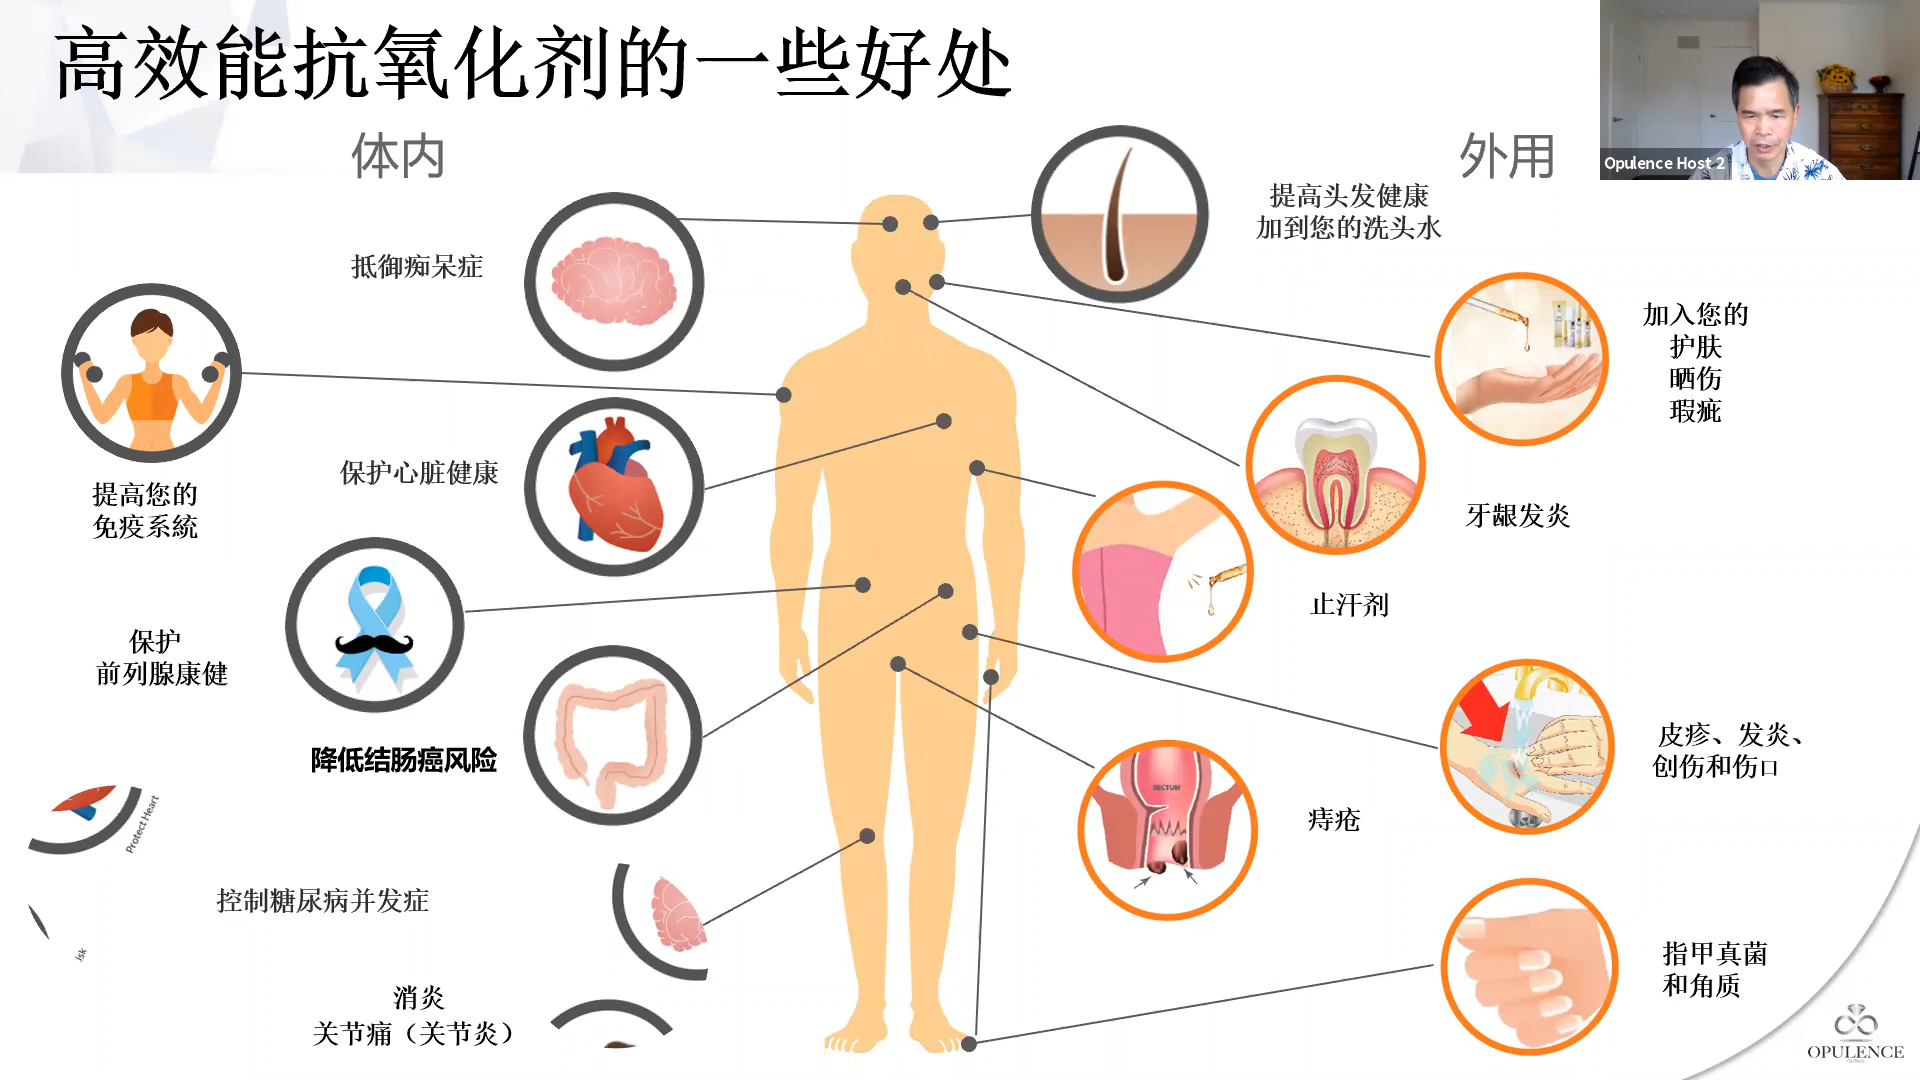 高效能抗氧化剂的一些好处
体内
外用
Opulence Host 2
提高头发健康
加到您的洗头水
抵御痴呆症
加入您的
护肤
晒伤
瑕疵
保护心脏健康
提高您的
免疫系統
牙龈发炎
止汗剂
保护
前列腺康健
降低结肠癌风险
皮疹、发炎、
创伤和伤口
RECTUM
痔疮
Protect Heart
控制糖尿病并发症
isk
指甲真菌
和角质
消炎
关节痛（关节炎）
OPULENCE
GLOBAL